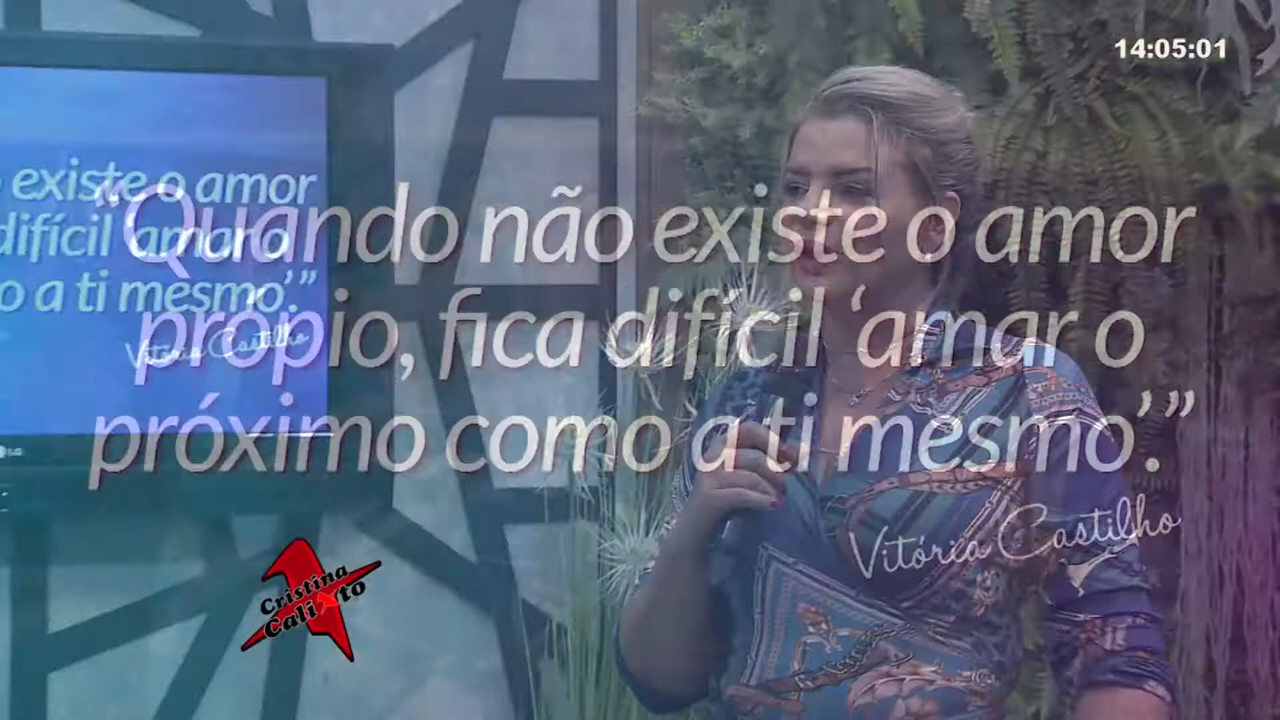 14:05:01
existe o amor
difícil 'amar o
o a ti mesmo'.”
Vitória Castilho
“Quando não existe o amor
própio, fica difícil ‘amar o
próximo como a ti mesmo’.”
Vitória Castilho
Cristina
Calixto
LG